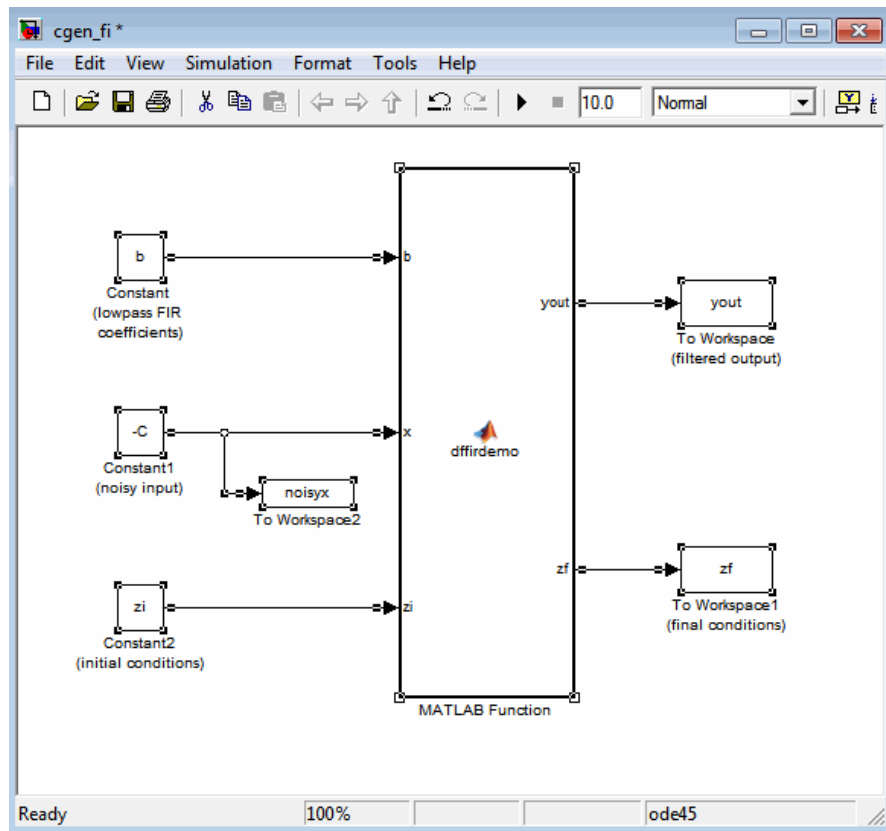 cgen_fi *
File Edit View Simulation Format Tools Help
10.0 Normal
b
Constant
(lowpass FIR
coefficients)
b
yout
yout
To Workspace
(filtered output)
-C
Constant1
(noisy input)
x
noisyx
To Workspace2
dffirdemo
zi
Constant2
(initial conditions)
zi
zf
zf
To Workspace1
(final conditions)
MATLAB Function
Ready 100% ode45